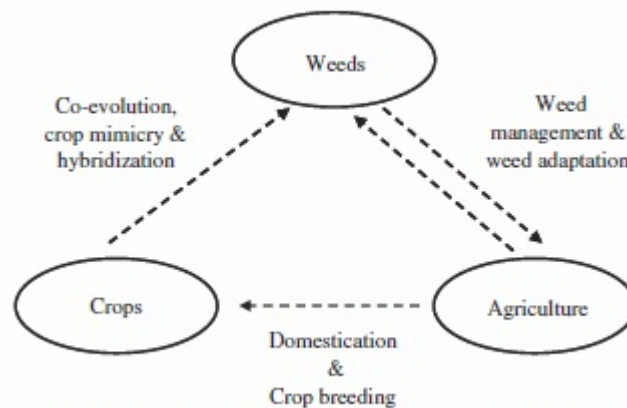 Weeds
Co-evolution,
crop mimicry &
hybridization
Weed
management &
weed adaptation
Crops
Agriculture
Domestication
&
Crop breeding